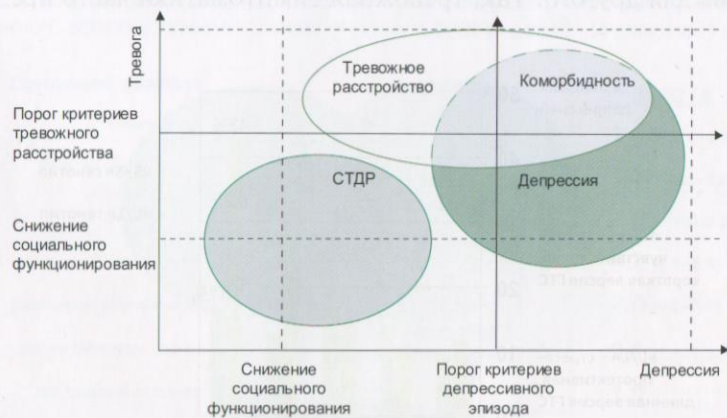 Тревога
Порог критериев
тревожного
расстройства
Снижение
социального
функционирования
Тревожное
расстройство
Коморбидность
СТДР
Депрессия
Снижение
социального
функционирования
Порог критериев
депрессивного
эпизода
Депрессия